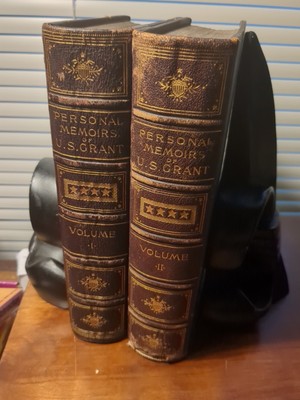 PERSONAL
MEMOIRS
OF
U.S. GRANT
VOLUME
·I·
PERSONAL
MEMOIRS
OF
U.S. GRANT
VOLUME
·II·